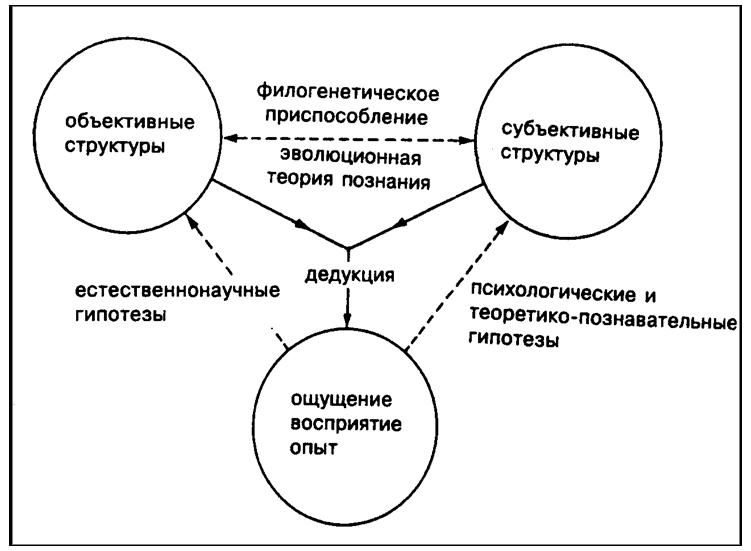 филогенетическое
приспособление
объективные
структуры
субъективные
структуры
эволюционная
теория познания
дедукция
естественнонаучные
гипотезы
психологические и
теоретико-познавательные
гипотезы
ощущение
восприятие
опыт